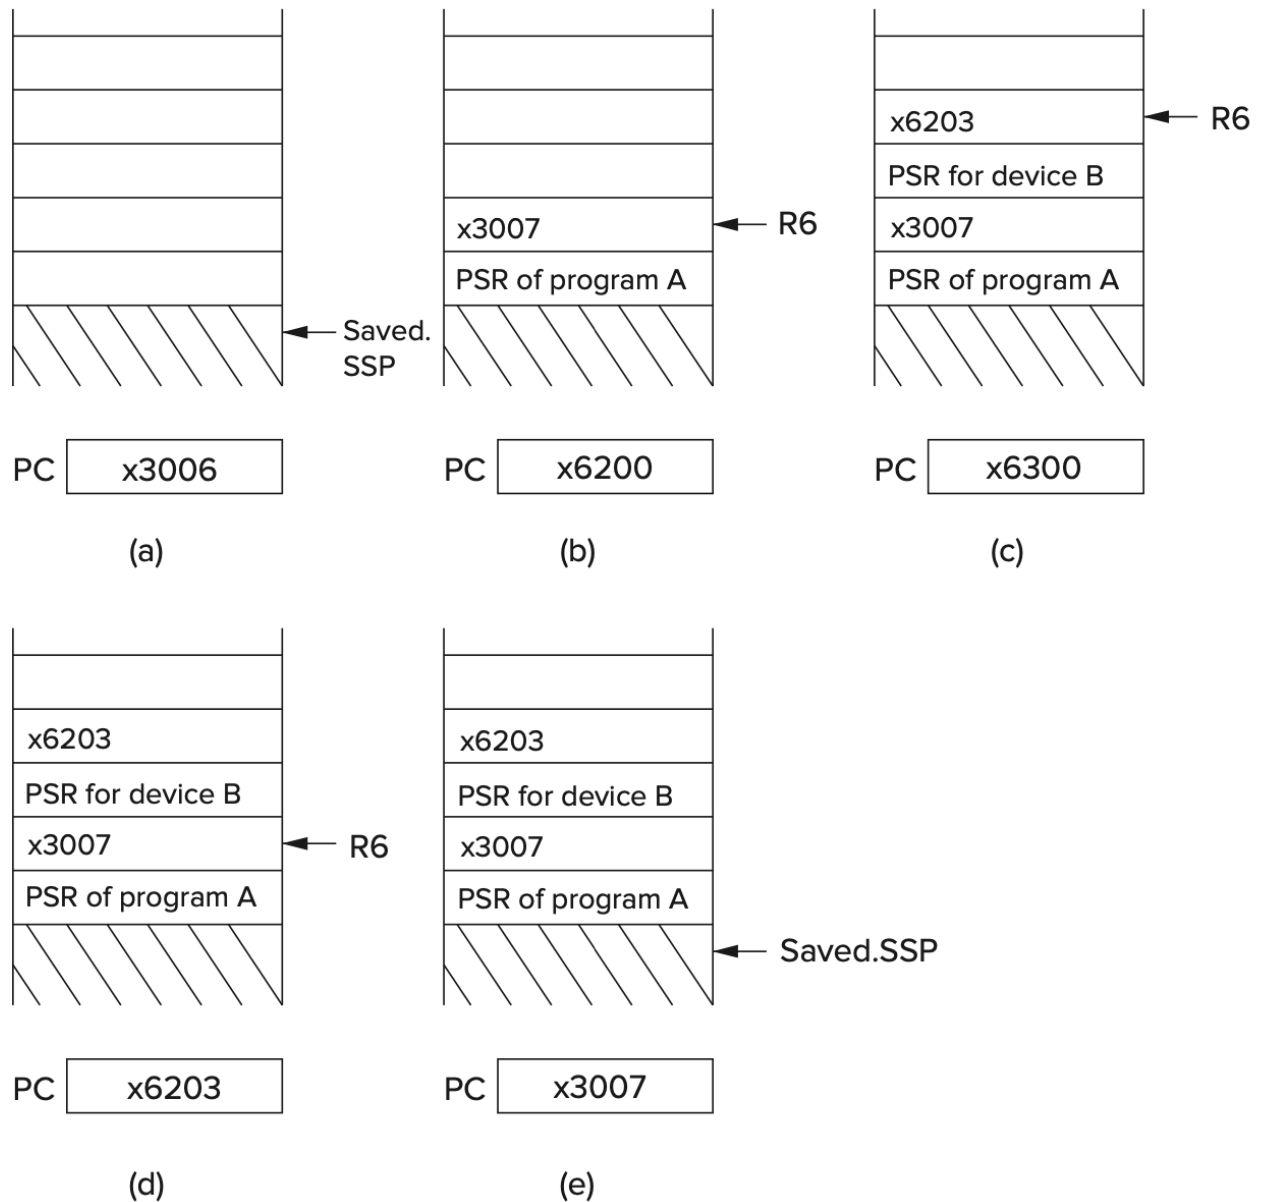 x3007
PSR of program A
R6
x6203
PSR for device B
x3007
PSR of program A
R6
Saved.
SSP
PC x3006
PC x6200
PC x6300
(a)
(b)
(c)
x6203
PSR for device B
x3007
PSR of program A
R6
x6203
PSR for device B
x3007
PSR of program A
Saved.SSP
PC x6203
PC x3007
(d)
(e)